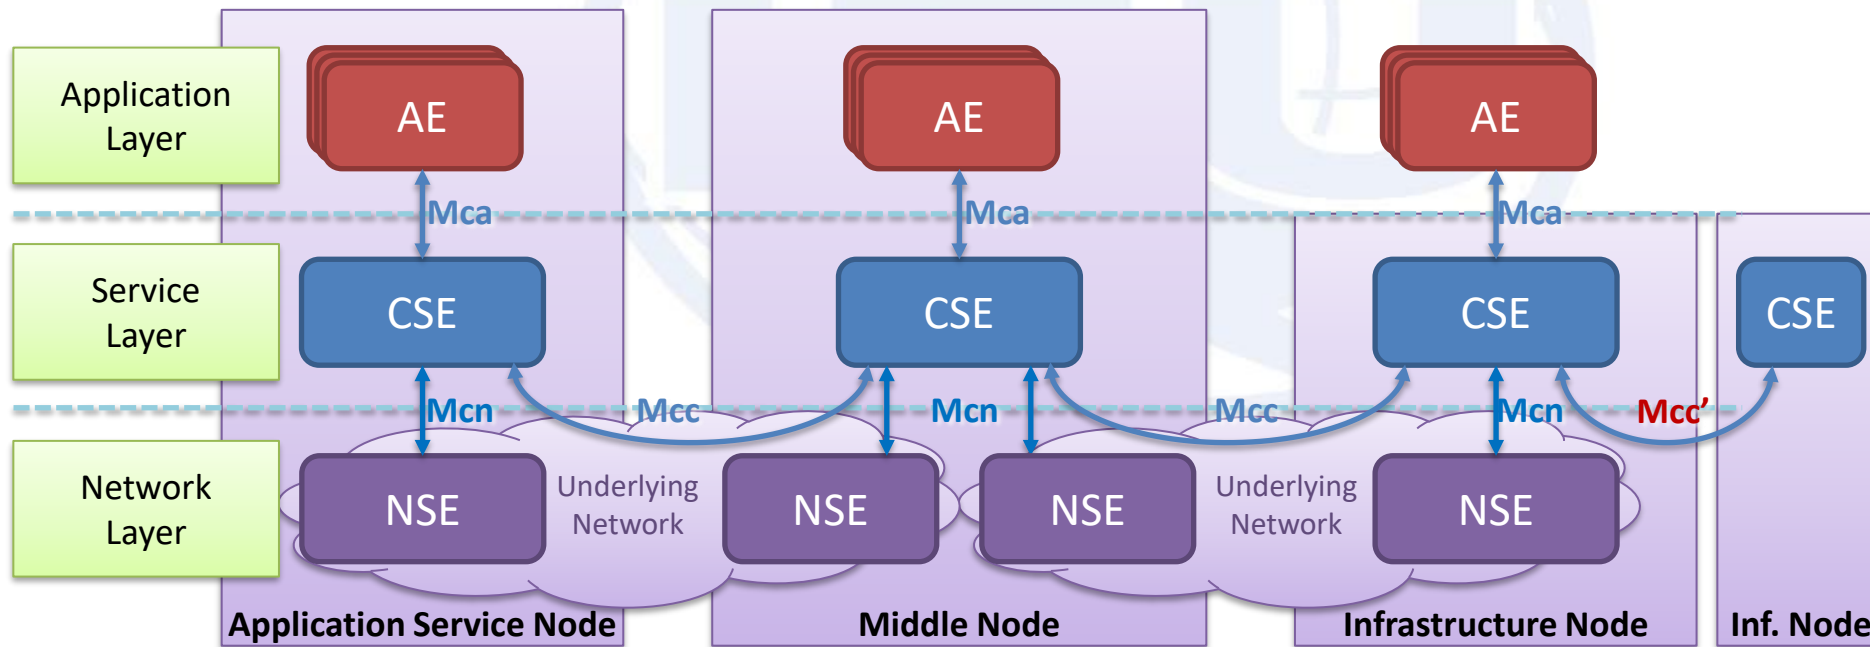 Application
Layer
AE
AE
AE
Mca
Mca
Mca
Service
Layer
CSE
CSE
CSE
CSE
Mcn
Mcc
Mcn
Mcc
Mcn
Mcc’
Network
Layer
NSE
Underlying
Network
NSE
NSE
Underlying
Network
NSE
Application Service Node
Middle Node
Infrastructure Node
Inf. Node